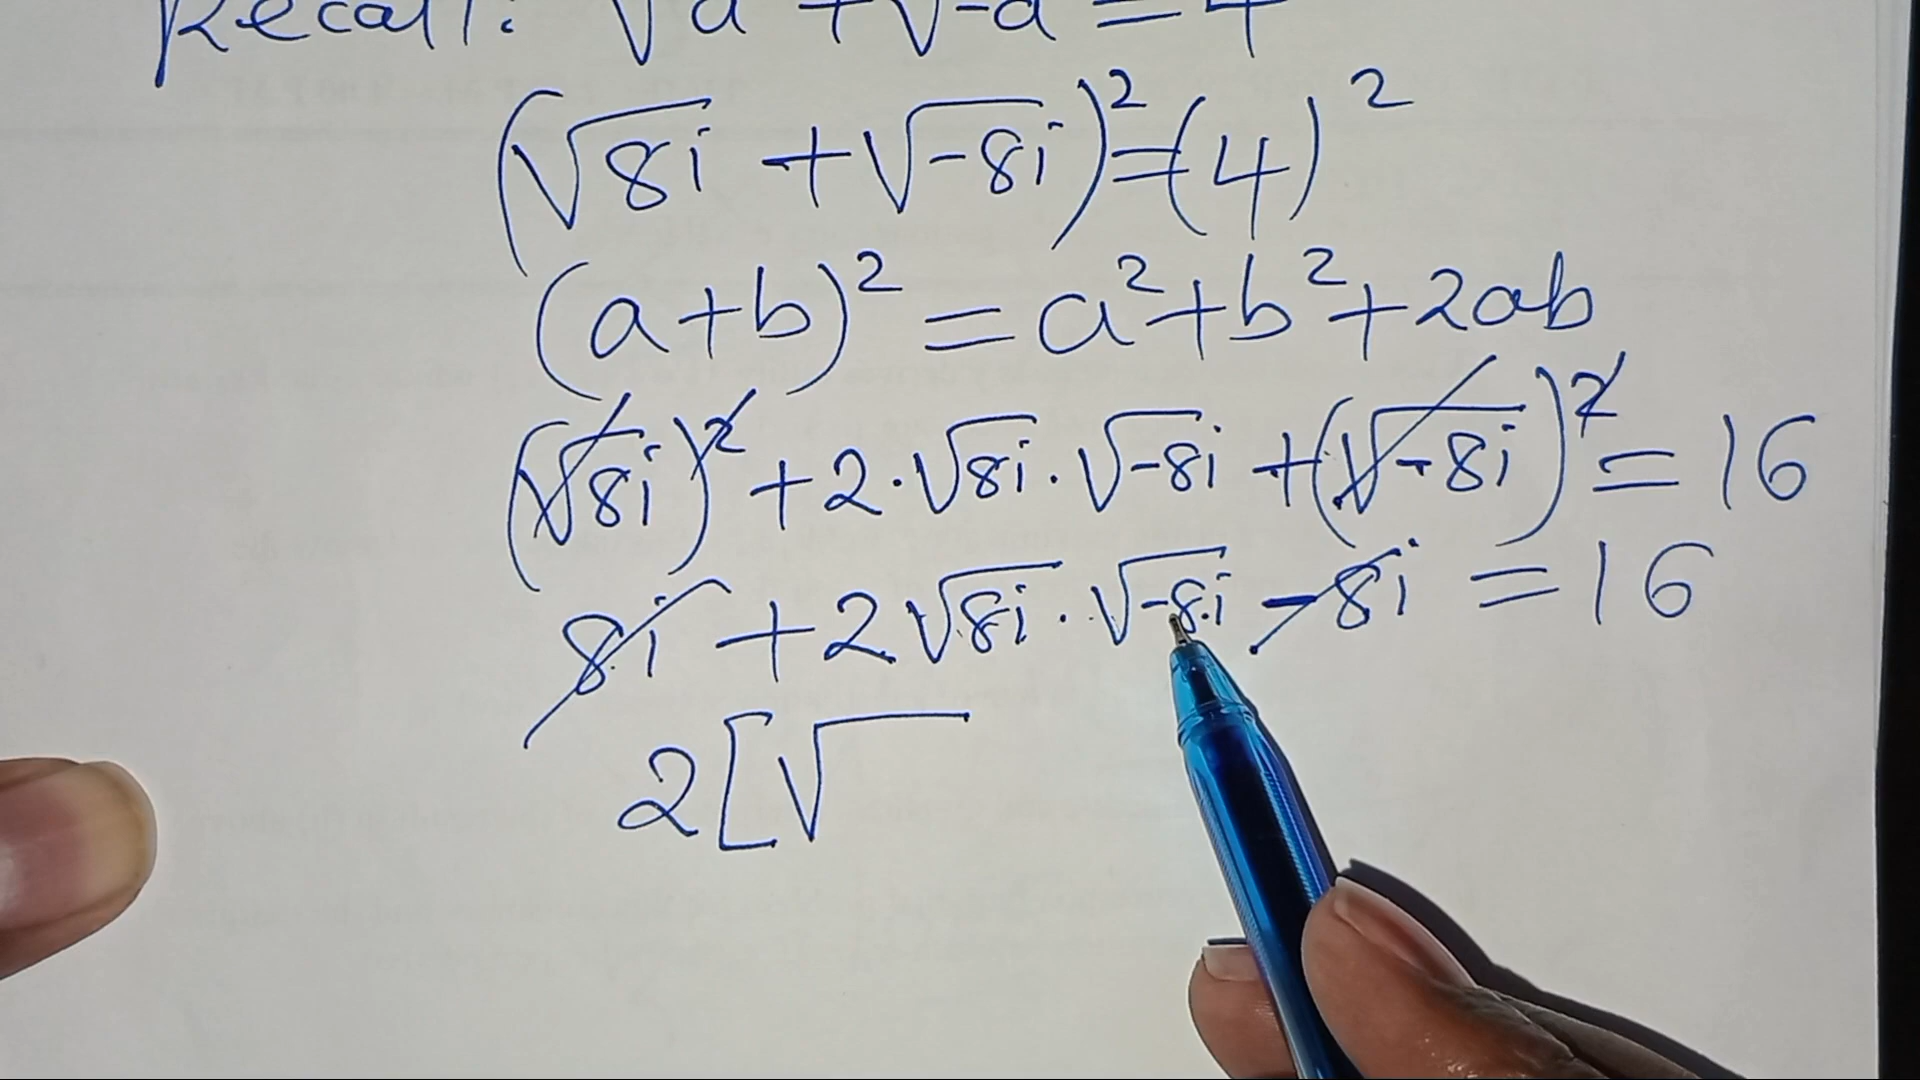 Recall: √a + √-a = 4
(√8i + √-8i)² = (4)²
(a+b)² = a² + b² + 2ab
(√8i)² + 2·√8i·√-8i + (√-8i)² = 16
8i + 2√8i·√-8i - 8i = 16
2[√